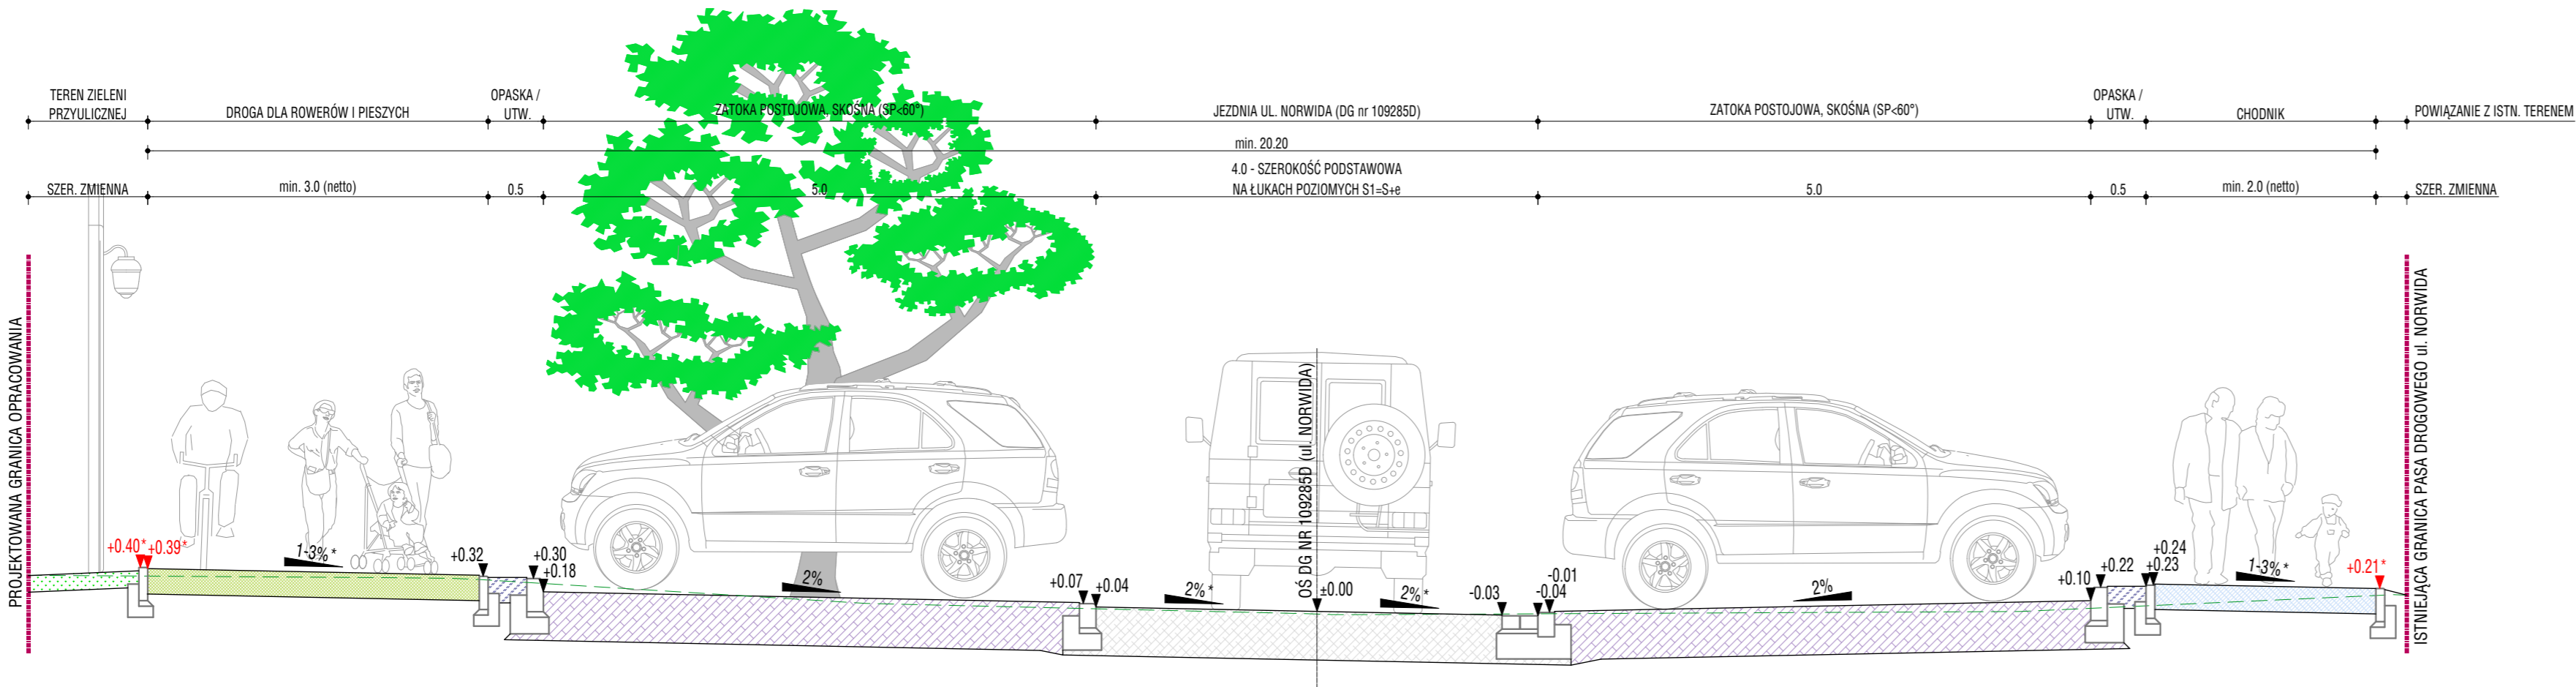 TEREN ZIELENI
PRZYULICZNEJ
DROGA DLA ROWERÓW I PIESZYCH
OPASKA /
UTW.
ZATOKA POSTOJOWA, SKOŚNA (SP<60°)
JEZDNIA UL. NORWIDA (DG nr 109285D)
ZATOKA POSTOJOWA, SKOŚNA (SP<60°)
OPASKA /
UTW.
CHODNIK
POWIĄZANIE Z ISTN. TERENEM
min. 20.20
SZER. ZMIENNA
min. 3.0 (netto)
0.5
5.0
4.0 - SZEROKOŚĆ PODSTAWOWA
NA ŁUKACH POZIOMYCH S1=S+e
5.0
0.5
min. 2.0 (netto)
SZER. ZMIENNA
PROJEKTOWANA GRANICA OPRACOWANIA
OŚ DG NR 109285D (ul. NORWIDA)
ISTNIEJĄCA GRANICA PASA DROGOWEGO ul. NORWIDA
+0.40*
+0.39*
1-3%*
+0.32
+0.30
+0.18
2%
+0.07
+0.04
2%*
±0.00
2%*
-0.03
-0.01
-0.04
2%
+0.10
+0.22
+0.24
+0.23
1-3%*
+0.21*